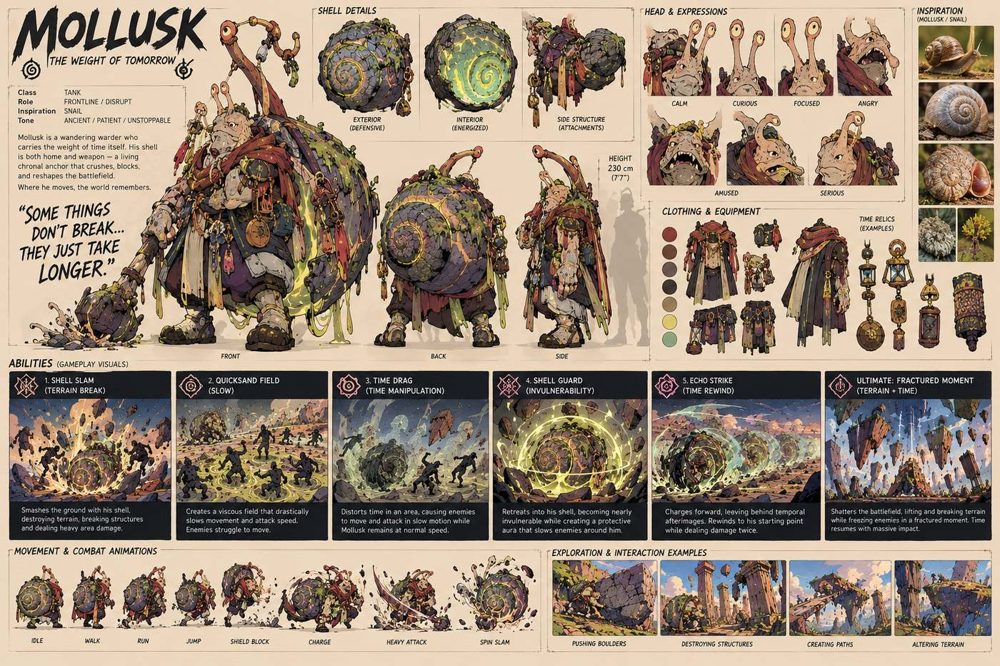 MOLLUSK
THE WEIGHT OF TOMORROW
Class TANK
Role FRONTLINE / DISRUPT
Inspiration SNAIL
Tone ANCIENT / PATIENT / UNSTOPPABLE
Mollusk is a wandering warder who
carries the weight of time itself. His shell
is both home and weapon — a living
chronal anchor that crushes, blocks,
and reshapes the battlefield.
Where he moves, the world remembers.
"SOME THINGS
DON'T BREAK...
THEY JUST TAKE
LONGER."
FRONT
BACK
SIDE
HEIGHT
230 cm
(7'7")
SHELL DETAILS
EXTERIOR
(DEFENSIVE)
INTERIOR
(ENERGIZED)
SIDE STRUCTURE
(ATTACHMENTS)
HEAD & EXPRESSIONS
CALM
CURIOUS
FOCUSED
ANGRY
AMUSED
SERIOUS
INSPIRATION
(MOLLUSK / SNAIL)
CLOTHING & EQUIPMENT
TIME RELICS
(EXAMPLES)
ABILITIES (GAMEPLAY VISUALS)
1. SHELL SLAM
(TERRAIN BREAK)
Smashes the ground with his shell,
destroying terrain, breaking structures
and dealing heavy area damage.
2. QUICKSAND FIELD
(SLOW)
Creates a viscous field that drastically
slows movement and attack speed.
Enemies struggle to move.
3. TIME DRAG
(TIME MANIPULATION)
Distorts time in an area, causing enemies
to move and attack in slow motion while
Mollusk remains at normal speed.
4. SHELL GUARD
(INVULNERABILITY)
Retreats into his shell, becoming nearly
invulnerable while creating a protective
aura that slows enemies around him.
5. ECHO STRIKE
(TIME REWIND)
Charges forward, leeving behind temporal
afterimages. Rewinds to his starting point
while dealing damage twice.
ULTIMATE: FRACTURED MOMENT
(TERRAIN + TIME)
Shatters the battlefield, lifting and breaking terrain
while freezing enemies in a fractured moment. Time
resumes with massive impact.
MOVEMENT & COMBAT ANIMATIONS
IDLE
WALK
RUN
JUMP
SHIELD BLOCK
CHARGE
HEAVY ATTACK
SPIN SLAM
EXPLORATION & INTERACTION EXAMPLES
PUSHING BOULDERS
DESTROYING STRUCTURES
CREATING PATHS
ALTERING TERRAIN